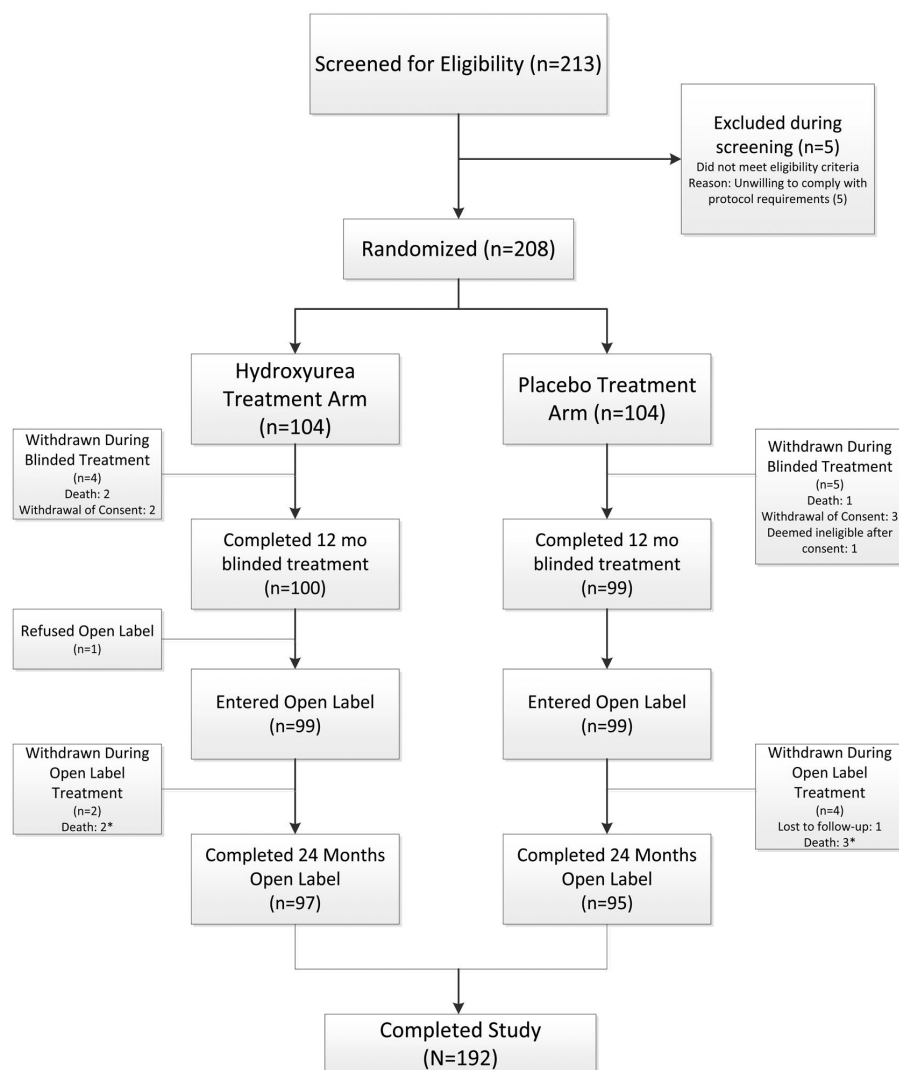 Screened for Eligibility (n=213)
Excluded during
screening (n=5)
Did not meet eligibility criteria
Reason: Unwilling to comply with
protocol requirements (5)
Randomized (n=208)
Hydroxyurea
Treatment Arm
(n=104)
Placebo Treatment
Arm (n=104)
Withdrawn During
Blinded Treatment
(n=4)
Death: 2
Withdrawal of Consent: 2
Withdrawn During
Blinded Treatment
(n=5)
Death: 1
Withdrawal of Consent: 3
Deemed ineligible after
consent: 1
Completed 12 mo
blinded treatment
(n=100)
Completed 12 mo
blinded treatment
(n=99)
Refused Open Label
(n=1)
Entered Open Label
(n=99)
Entered Open Label
(n=99)
Withdrawn During
Open Label
Treatment
(n=2)
Death: 2*
Withdrawn During
Open Label
Treatment
(n=4)
Lost to follow-up: 1
Death: 3*
Completed 24 Months
Open Label
(n=97)
Completed 24 Months
Open Label
(n=95)
Completed Study
(N=192)